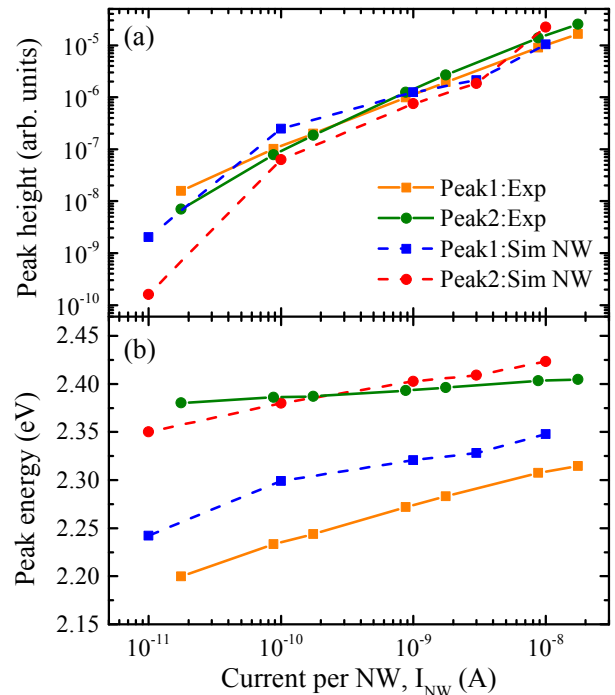 (a)
Peak height (arb. units)
10⁻⁵
10⁻⁶
10⁻⁷
10⁻⁸
10⁻⁹
10⁻¹⁰
Peak1:Exp
Peak2:Exp
Peak1:Sim NW
Peak2:Sim NW
(b)
Peak energy (eV)
2.45
2.40
2.35
2.30
2.25
2.20
2.15
10⁻¹¹ 10⁻¹⁰ 10⁻⁹ 10⁻⁸
Current per NW, I_NW (A)